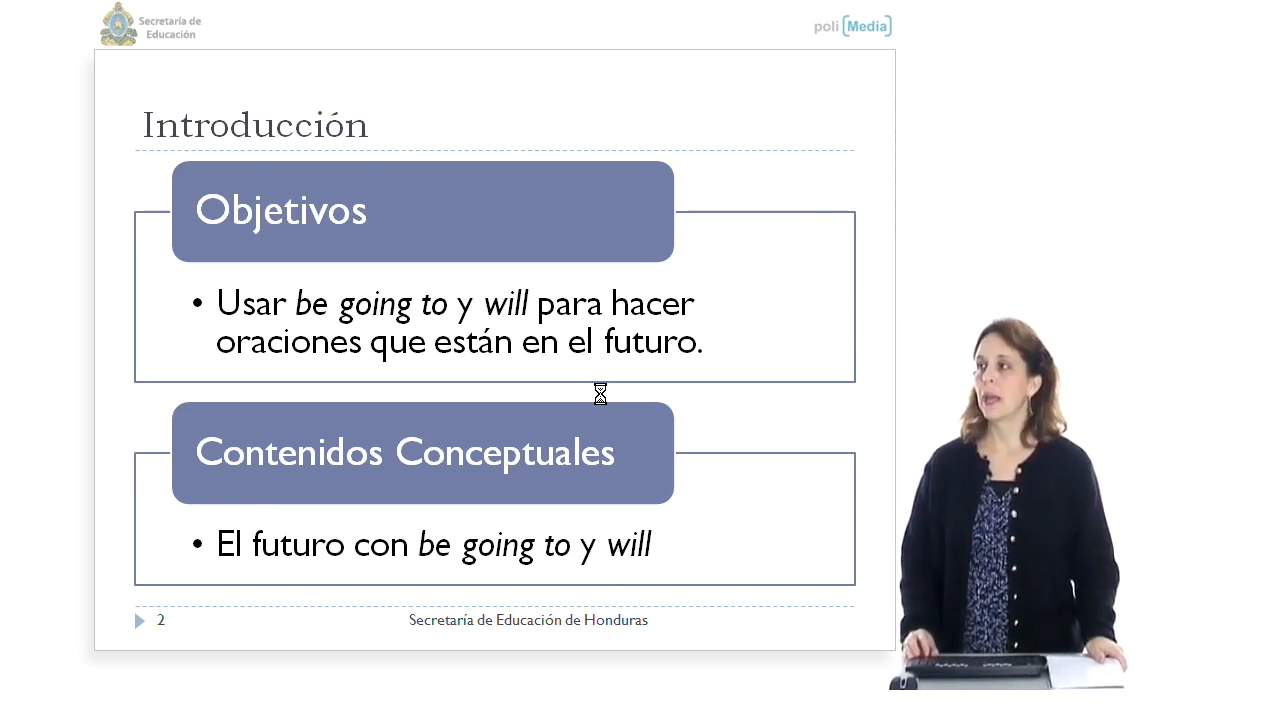 Secretaría de
Educación
poli [Media]
Introducción
Objetivos
• Usar be going to y will para hacer
oraciones que están en el futuro.
Contenidos Conceptuales
• El futuro con be going to y will
2
Secretaría de Educación de Honduras